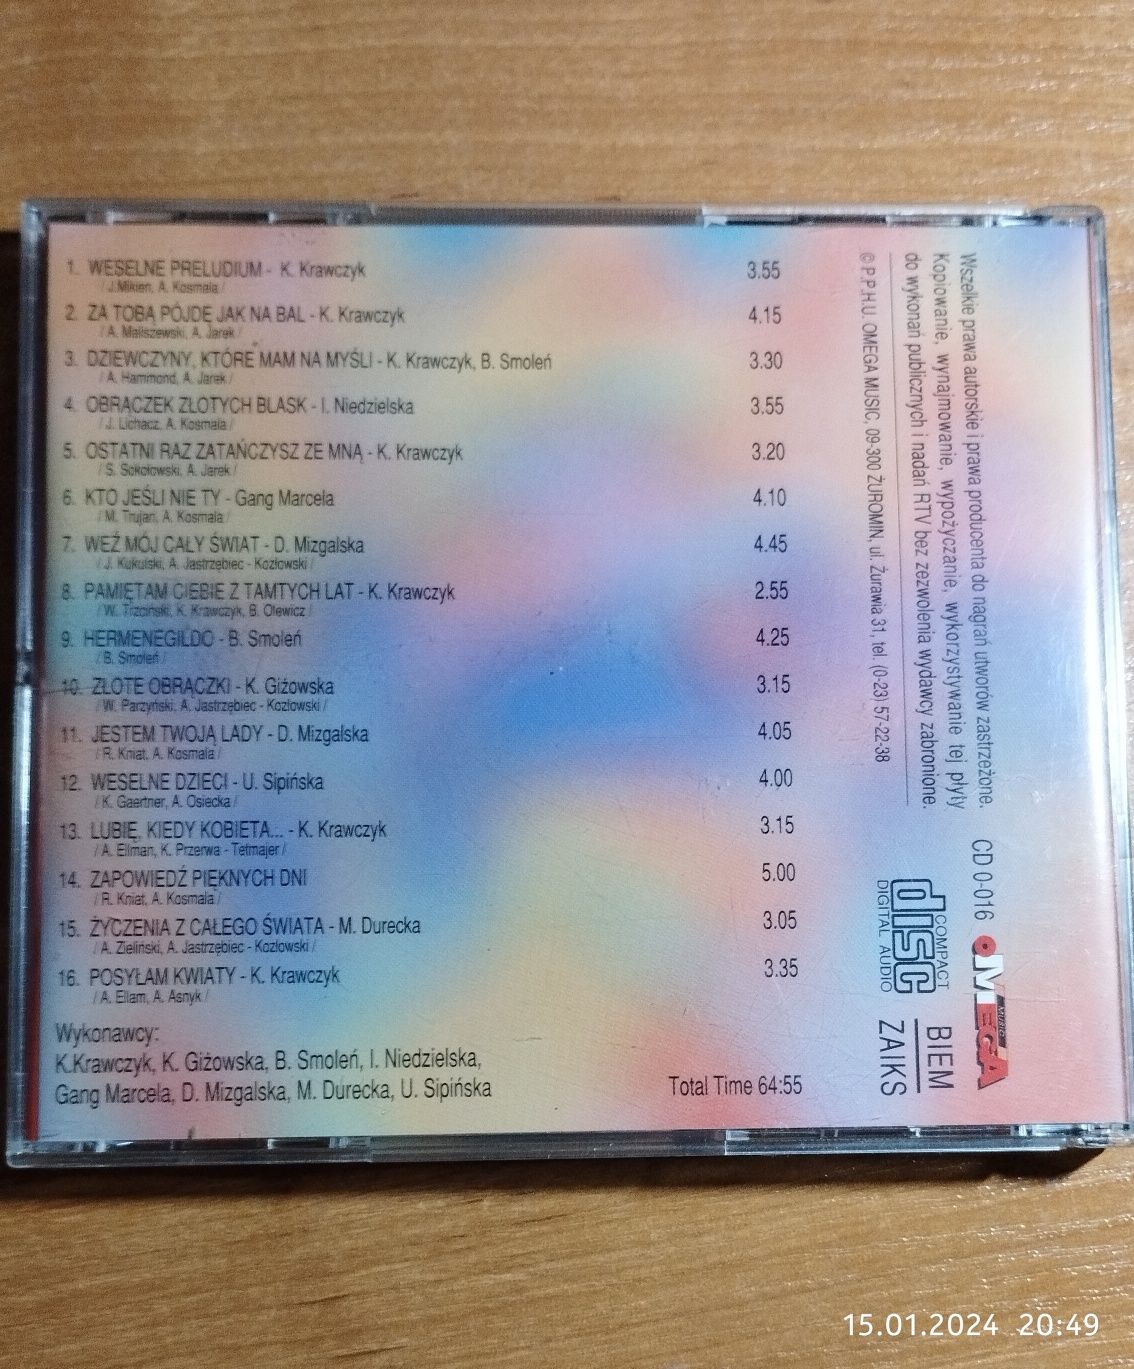 1. WESELNE PRELUDIUM - K. Krawczyk 3.55
/ J.Mikien, A. Kosmala /
2. ZA TOBĄ PÓJDĘ JAK NA BAL - K. Krawczyk 4.15
/ A. Maliszewski, A. Jarek /
3. DZIEWCZYNY, KTÓRE MAM NA MYŚLI - K. Krawczyk, B. Smoleń 3.30
/ A. Hammond, A. Jarek /
4. OBRĄCZEK ZŁOTYCH BLASK - I. Niedzielska 3.55
/ J. Lichacz, A. Kosmala /
5. OSTATNI RAZ ZATAŃCZYSZ ZE MNĄ - K. Krawczyk 3.20
/ S. Sokołowski, A. Jarek /
6. KTO JEŚLI NIE TY - Gang Marcela 4.10
/ M. Trujan, A. Kosmala /
7. WEŹ MÓJ CAŁY ŚWIAT - D. Mizgalska 4.45
/ J. Kukulski, A. Jastrzębiec - Kozłowski /
8. PAMIĘTAM CIEBIE Z TAMTYCH LAT - K. Krawczyk 2.55
/ W. Trzciński, K. Krawczyk, B. Olewicz /
9. HERMENEGILDO - B. Smoleń 4.25
/ B. Smoleń /
10. ZŁOTE OBRĄCZKI - K. Giżowska 3.15
/ W. Parzyński, A. Jastrzębiec - Kozłowski /
11. JESTEM TWOJĄ LADY - D. Mizgalska 4.05
/ R. Kniat, A. Kosmala /
12. WESELNE DZIECI - U. Sipińska 4.00
/ K. Gaertner, A. Osiecka /
13. LUBIĘ, KIEDY KOBIETA... - K. Krawczyk 3.15
/ A. Ellman, K. Przerwa - Tetmajer /
14. ZAPOWIEDŹ PIĘKNYCH DNI 5.00
/ R. Kniat, A. Kosmala /
15. ŻYCZENIA Z CAŁEGO ŚWIATA - M. Durecka 3.05
/ A. Zieliński, A. Jastrzębiec - Kozłowski /
16. POSYŁAM KWIATY - K. Krawczyk 3.35
/ A. Ellam, A. Asnyk /
Wykonawcy:
K.Krawczyk, K. Giżowska, B. Smoleń, I. Niedzielska,
Gang Marcela, D. Mizgalska, M. Durecka, U. Sipińska
Total Time 64:55
Wszelkie prawa autorskie i prawa producenta do nagrań utworów zastrzeżone.
Kopiowanie, wynajmowanie, wypożyczanie, wykorzystywanie tej płyty
do wykonań publicznych i nadań RTV bez zezwolenia wydawcy zabronione.
© P.P.H.U. OMEGA MUSIC, 09-300 ŻUROMIN, ul. Żurawia 31, tel. (0-23) 57-22-38
CD 0-016
OMEGA
MUSIC
COMPACT
disc
DIGITAL AUDIO
BIEM
ZAIKS
15.01.2024 20:49